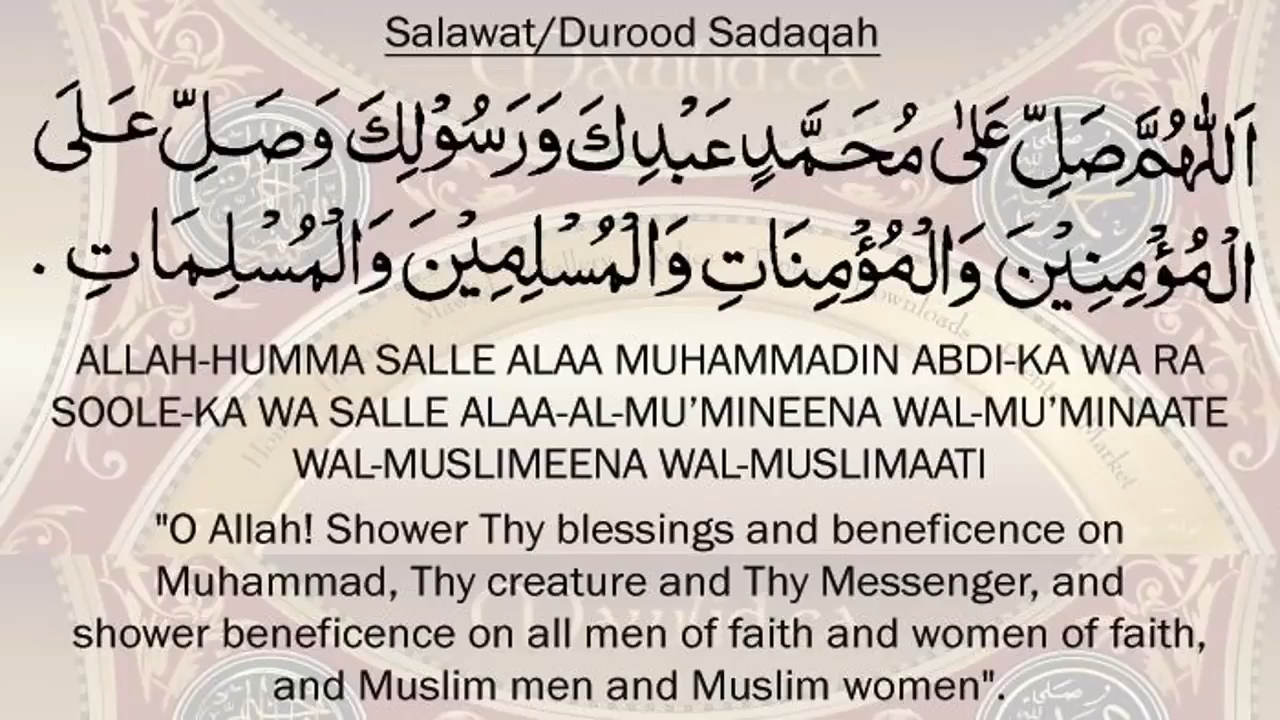 Salawat/Durood Sadaqah
اَللّٰهُمَّ صَلِّ عَلٰى مُحَمَّدٍ عَبْدِكَ وَرَسُوْلِكَ وَصَلِّ عَلَى
الْمُؤْمِنِيْنَ وَالْمُؤْمِنَاتِ وَالْمُسْلِمِيْنَ وَالْمُسْلِمَاتِ .
ALLAH-HUMMA SALLE ALAA MUHAMMADIN ABDI-KA WA RA
SOOLE-KA WA SALLE ALAA-AL-MU’MINEENA WAL-MU’MINAATE
WAL-MUSLIMEENA WAL-MUSLIMAATI
"O Allah! Shower Thy blessings and beneficence on
Muhammad, Thy creature and Thy Messenger, and
shower beneficence on all men of faith and women of faith,
and Muslim men and Muslim women".